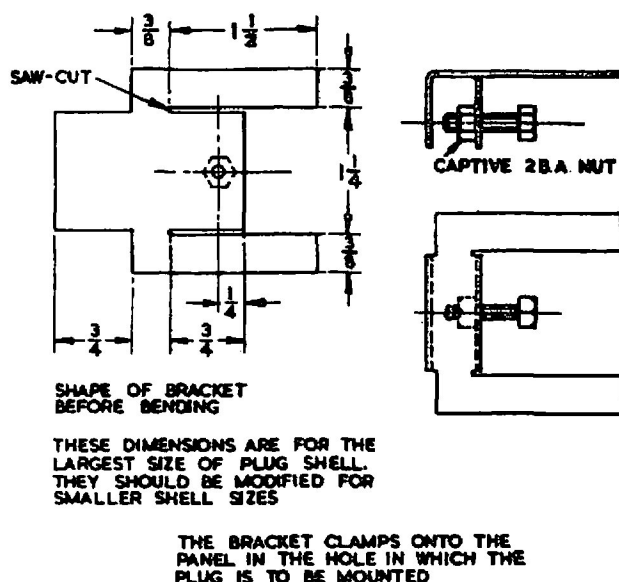 3/8
1 1/2
SAW-CUT
3/8
CAPTIVE 2 B.A. NUT
1 1/4
3/8
1/4
3/4
3/4
SHAPE OF BRACKET
BEFORE BENDING
THESE DIMENSIONS ARE FOR THE
LARGEST SIZE OF PLUG SHELL.
THEY SHOULD BE MODIFIED FOR
SMALLER SHELL SIZES
THE BRACKET CLAMPS ONTO THE
PANEL IN THE HOLE IN WHICH THE
PLUG IS TO BE MOUNTED